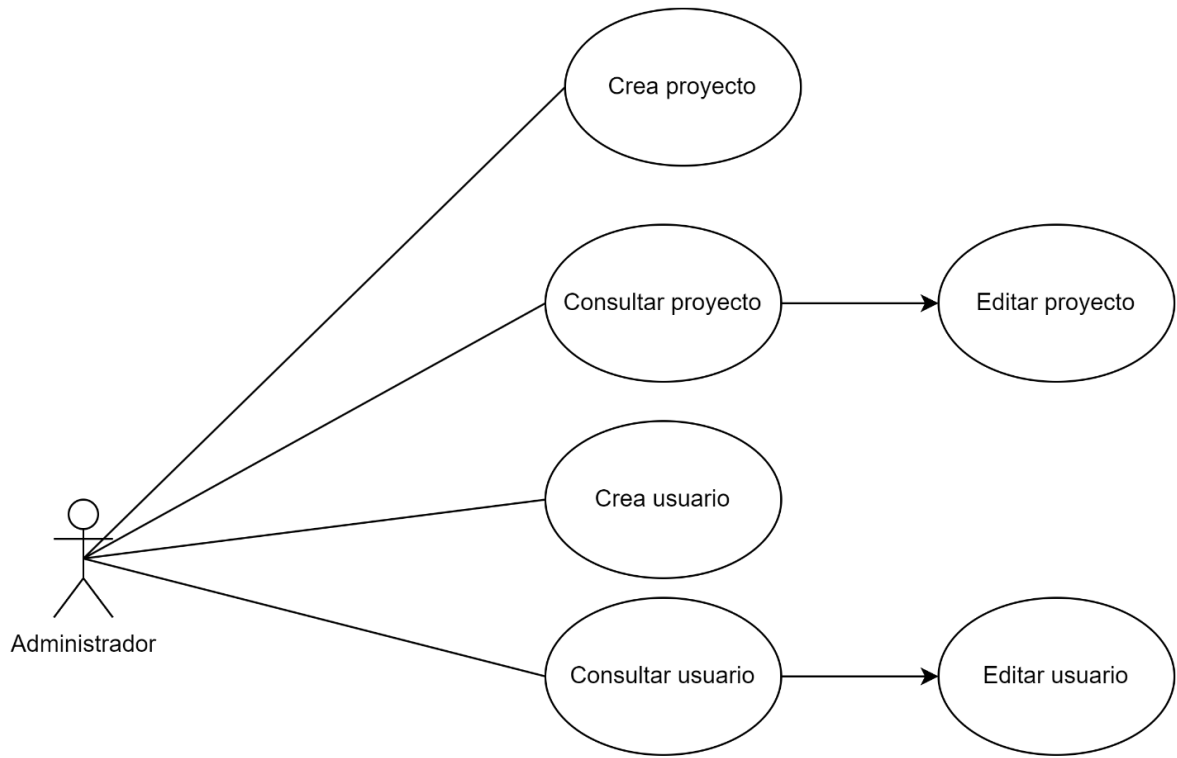 Crea proyecto
Consultar proyecto
Editar proyecto
Crea usuario
Administrador
Consultar usuario
Editar usuario